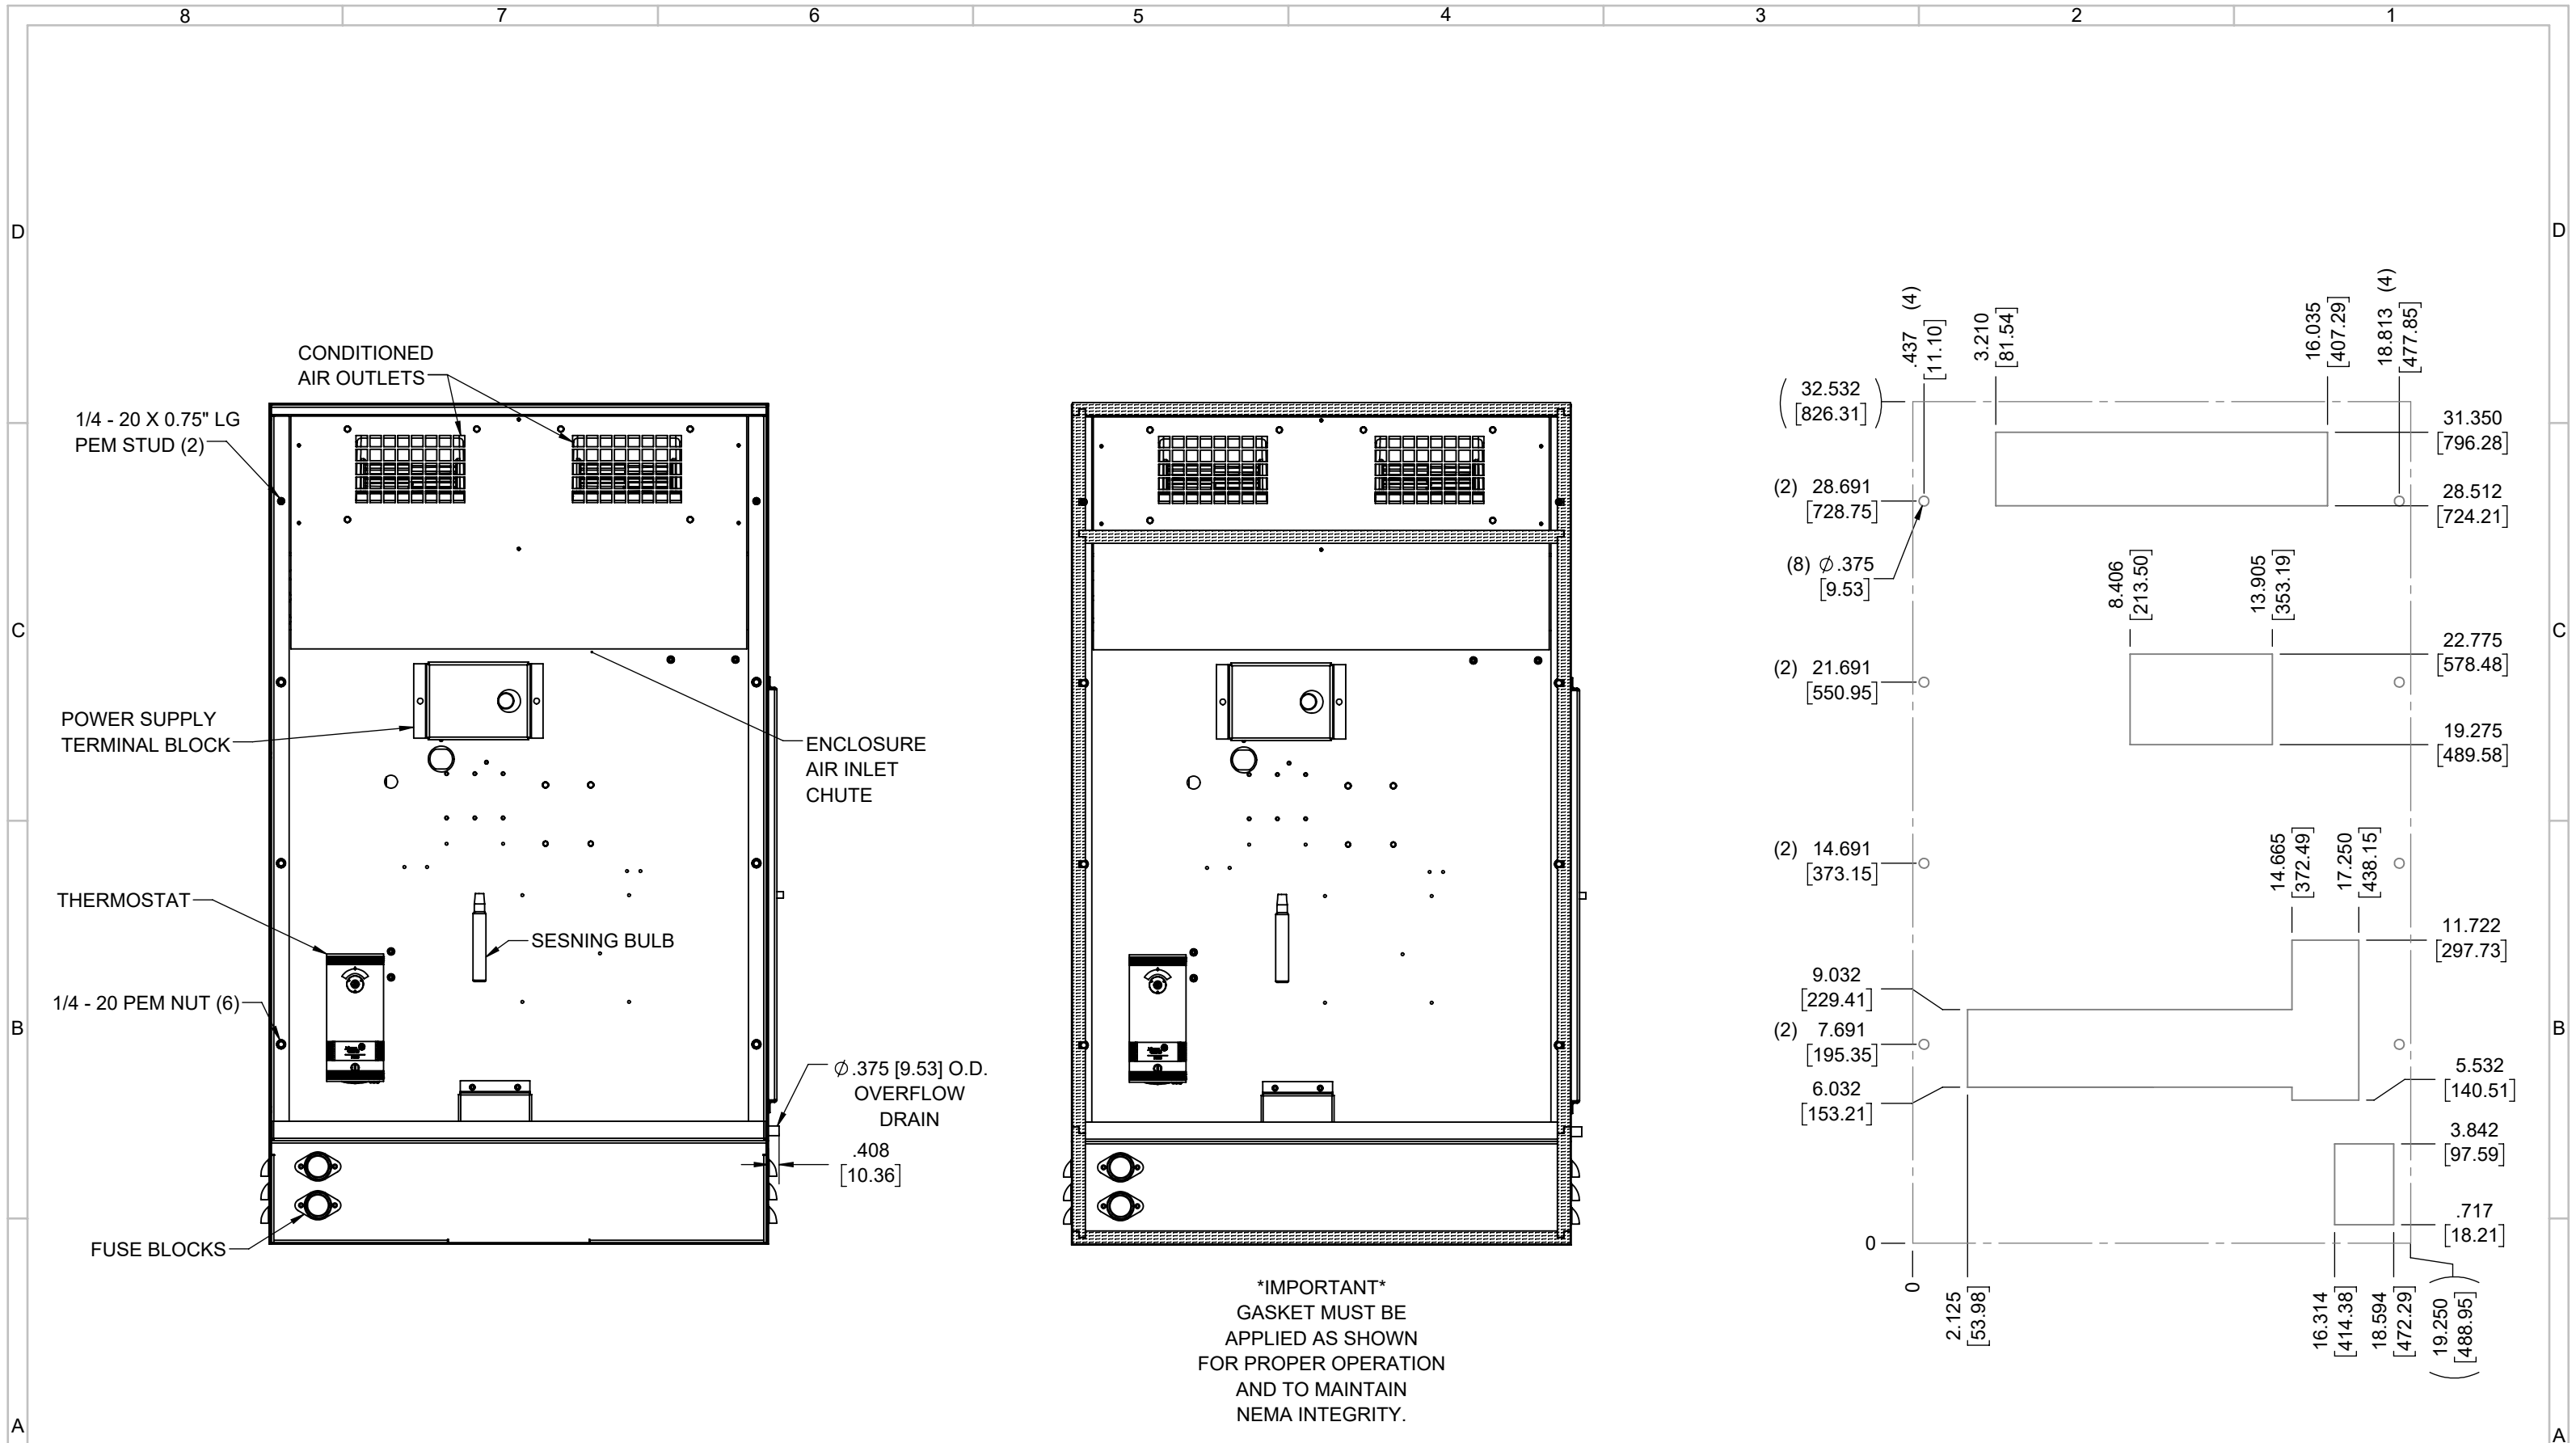 8 7 6 5 4 3 2 1
D
D
C
C
B
B
A
A
CONDITIONED
AIR OUTLETS
1/4 - 20 X 0.75" LG
PEM STUD (2)
POWER SUPPLY
TERMINAL BLOCK
ENCLOSURE
AIR INLET
CHUTE
THERMOSTAT
SESNING BULB
1/4 - 20 PEM NUT (6)
Ø.375 [9.53] O.D.
OVERFLOW
DRAIN
.408
[10.36]
FUSE BLOCKS
*IMPORTANT*
GASKET MUST BE
APPLIED AS SHOWN
FOR PROPER OPERATION
AND TO MAINTAIN
NEMA INTEGRITY.
.437 (4)
[11.10]
3.210
[81.54]
16.035
[407.29]
18.813 (4)
[477.85]
(32.532
[826.31])
31.350
[796.28]
(2) 28.691
[728.75]
28.512
[724.21]
(8) Ø.375
[9.53]
8.406
[213.50]
13.905
[353.19]
22.775
[578.48]
(2) 21.691
[550.95]
19.275
[489.58]
(2) 14.691
[373.15]
14.665
[372.49]
17.250
[438.15]
11.722
[297.73]
9.032
[229.41]
(2) 7.691
[195.35]
6.032
[153.21]
5.532
[140.51]
3.842
[97.59]
.717
[18.21]
0
0
2.125
[53.98]
16.314
[414.38]
18.594
[472.29]
(19.250
[488.95])